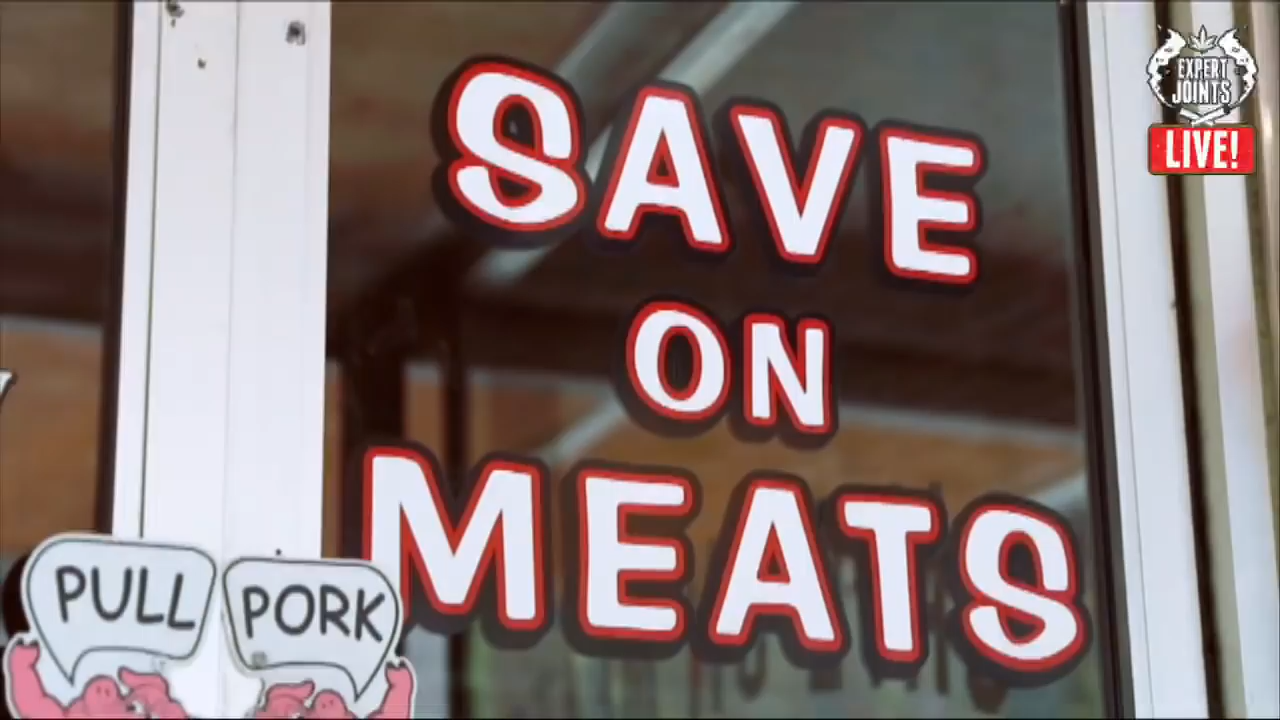 SAVE
ON
MEATS
PULL PORK
EXPERT
JOINTS
LIVE!